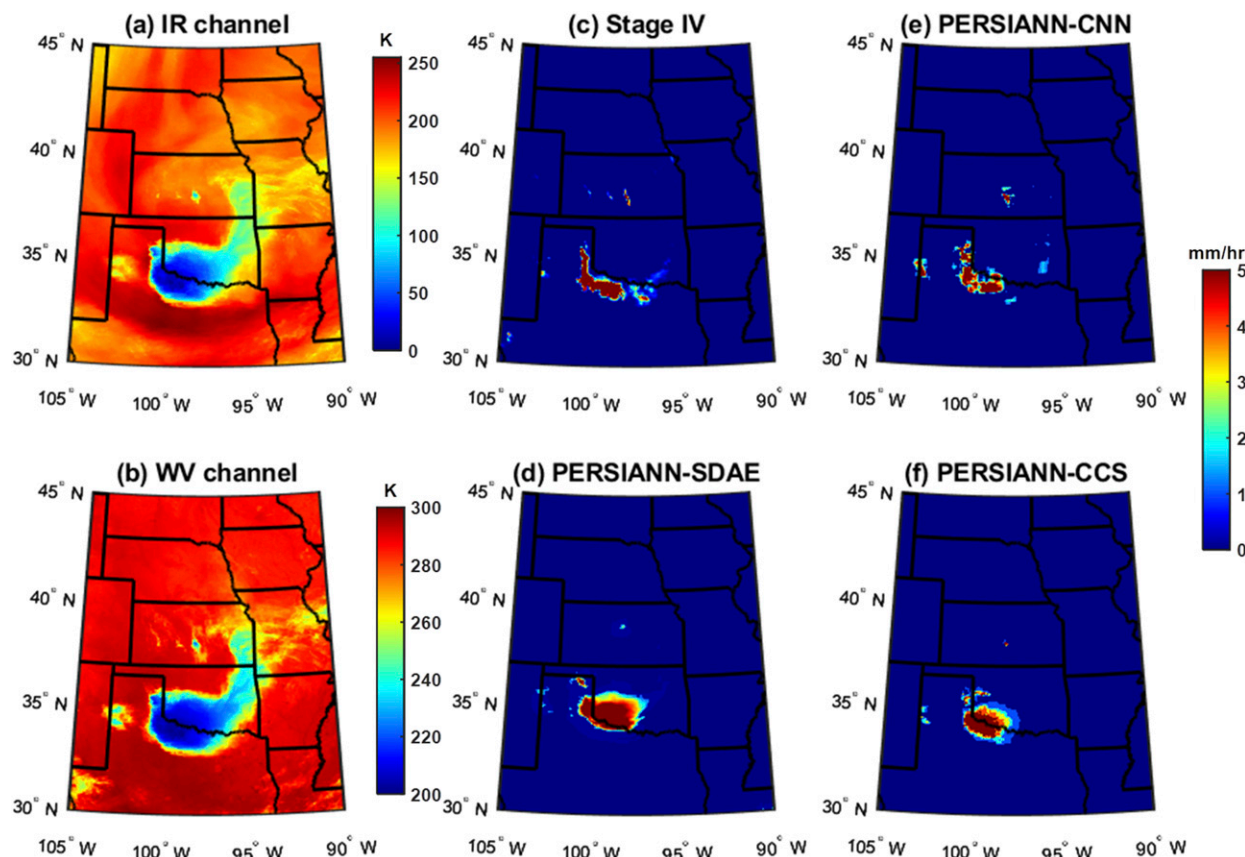 (a) IR channel
(c) Stage IV
(e) PERSIANN-CNN
45° N
K
250
45° N
45° N
200
40° N
150
40° N
40° N
100
35° N
50
35° N
35° N
mm/hr
5
30° N
0
30° N
30° N
4
105° W
100° W
95° W
90° W
105° W
100° W
95° W
90° W
105° W
100° W
95° W
90° W
3
2
(b) WV channel
(d) PERSIANN-SDAE
(f) PERSIANN-CCS
1
45° N
K
300
45° N
45° N
0
280
40° N
260
40° N
40° N
240
35° N
220
35° N
35° N
30° N
200
30° N
30° N
105° W
100° W
95° W
90° W
105° W
100° W
95° W
90° W
105° W
100° W
95° W
90° W